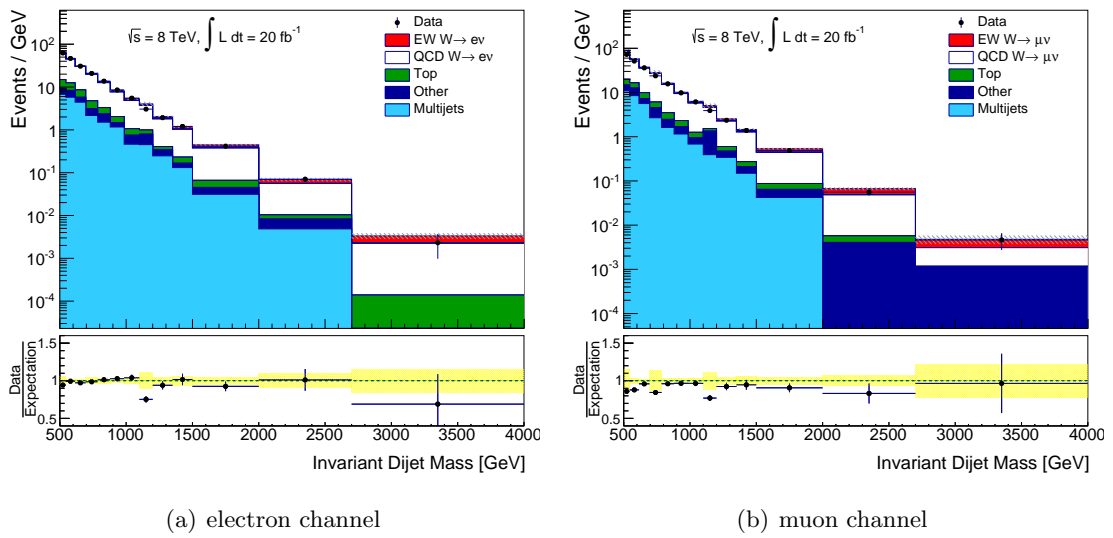 Events / GeV
10²
10
1
10⁻¹
10⁻²
10⁻³
10⁻⁴
√s = 8 TeV, ∫ L dt = 20 fb⁻¹
Data
EW W→ eν
QCD W→ eν
Top
Other
Multijets
Data
Expectation
1.5
1
0.5
500 1000 1500 2000 2500 3000 3500 4000
Invariant Dijet Mass [GeV]
(a) electron channel
Events / GeV
10²
10
1
10⁻¹
10⁻²
10⁻³
10⁻⁴
√s = 8 TeV, ∫ L dt = 20 fb⁻¹
Data
EW W→ μν
QCD W→ μν
Top
Other
Multijets
Data
Expectation
1.5
1
0.5
500 1000 1500 2000 2500 3000 3500 4000
Invariant Dijet Mass [GeV]
(b) muon channel